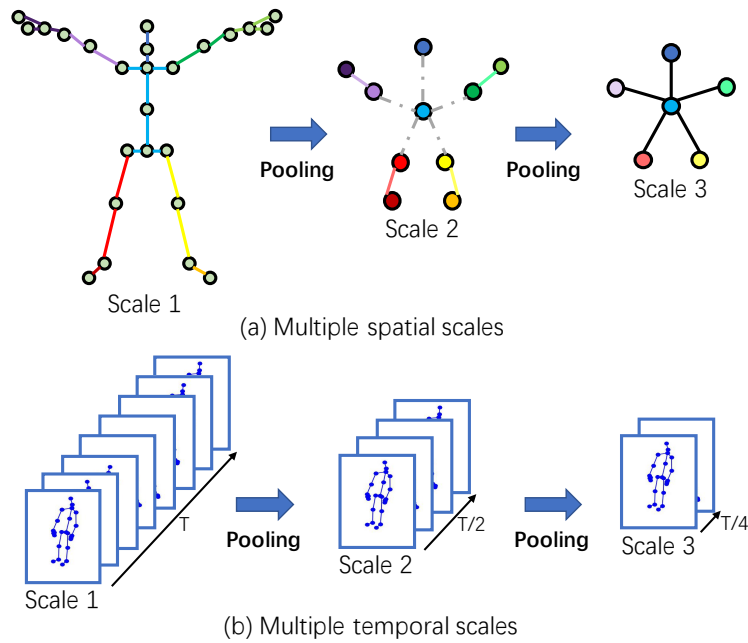 Pooling
Pooling
Scale 1
Scale 2
Scale 3
(a) Multiple spatial scales
T
T/2
T/4
Pooling
Pooling
Scale 1
Scale 2
Scale 3
(b) Multiple temporal scales